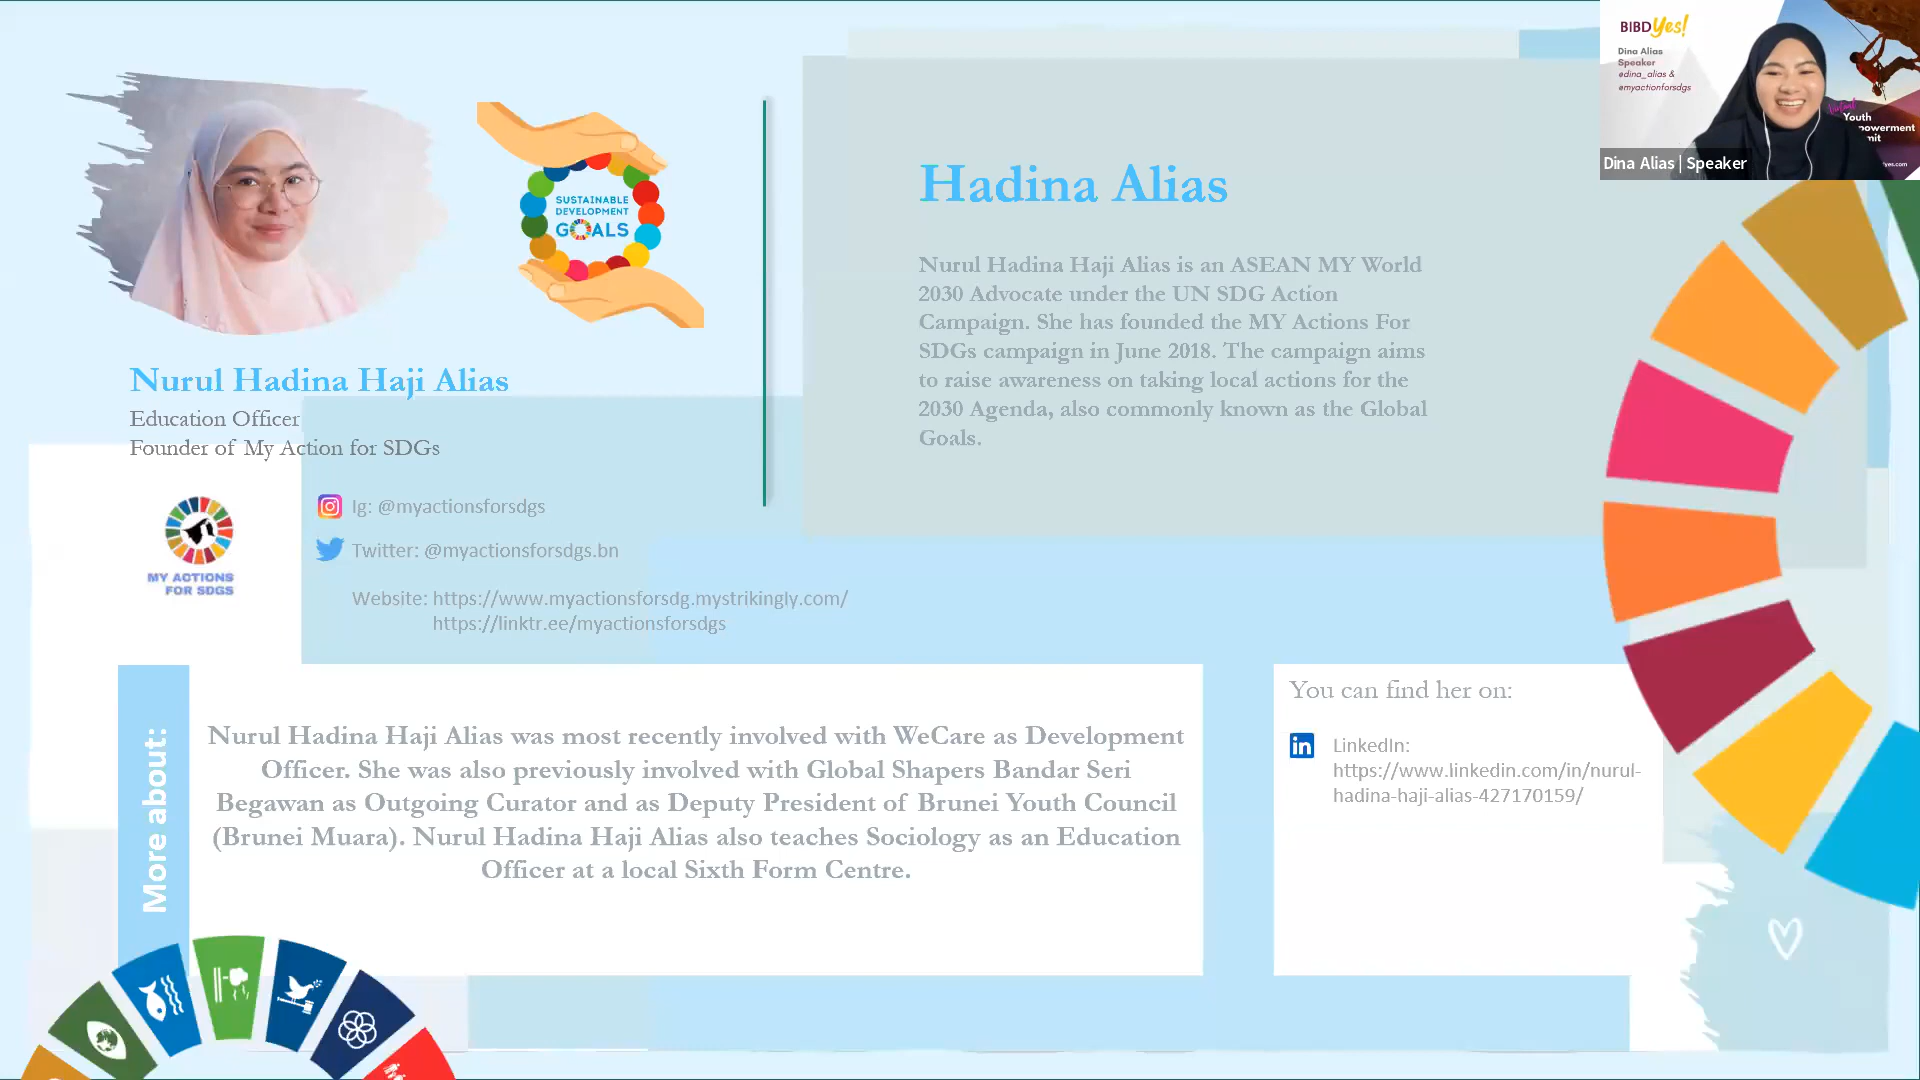 BIBD Yes!
Dina Alias
Speaker
@dina_alias &
@myactionforsdgs
Youth
Dina Alias | Speaker
SUSTAINABLE
DEVELOPMENT
GOALS
Hadina Alias
Nurul Hadina Haji Alias is an ASEAN MY World
2030 Advocate under the UN SDG Action
Campaign. She has founded the MY Actions For
SDGs campaign in June 2018. The campaign aims
to raise awareness on taking local actions for the
2030 Agenda, also commonly known as the Global
Goals.
Nurul Hadina Haji Alias
Education Officer
Founder of My Action for SDGs
MY ACTIONS
FOR SDGS
Ig: @myactionsforsdgs
Twitter: @myactionsforsdgs.bn
Website: https://www.myactionsforsdg.mystrikingly.com/
https://linktr.ee/myactionsforsdgs
More about:
Nurul Hadina Haji Alias was most recently involved with WeCare as Development
Officer. She was also previously involved with Global Shapers Bandar Seri
Begawan as Outgoing Curator and as Deputy President of Brunei Youth Council
(Brunei Muara). Nurul Hadina Haji Alias also teaches Sociology as an Education
Officer at a local Sixth Form Centre.
You can find her on:
LinkedIn:
https://www.linkedin.com/in/nurul-
hadina-haji-alias-427170159/